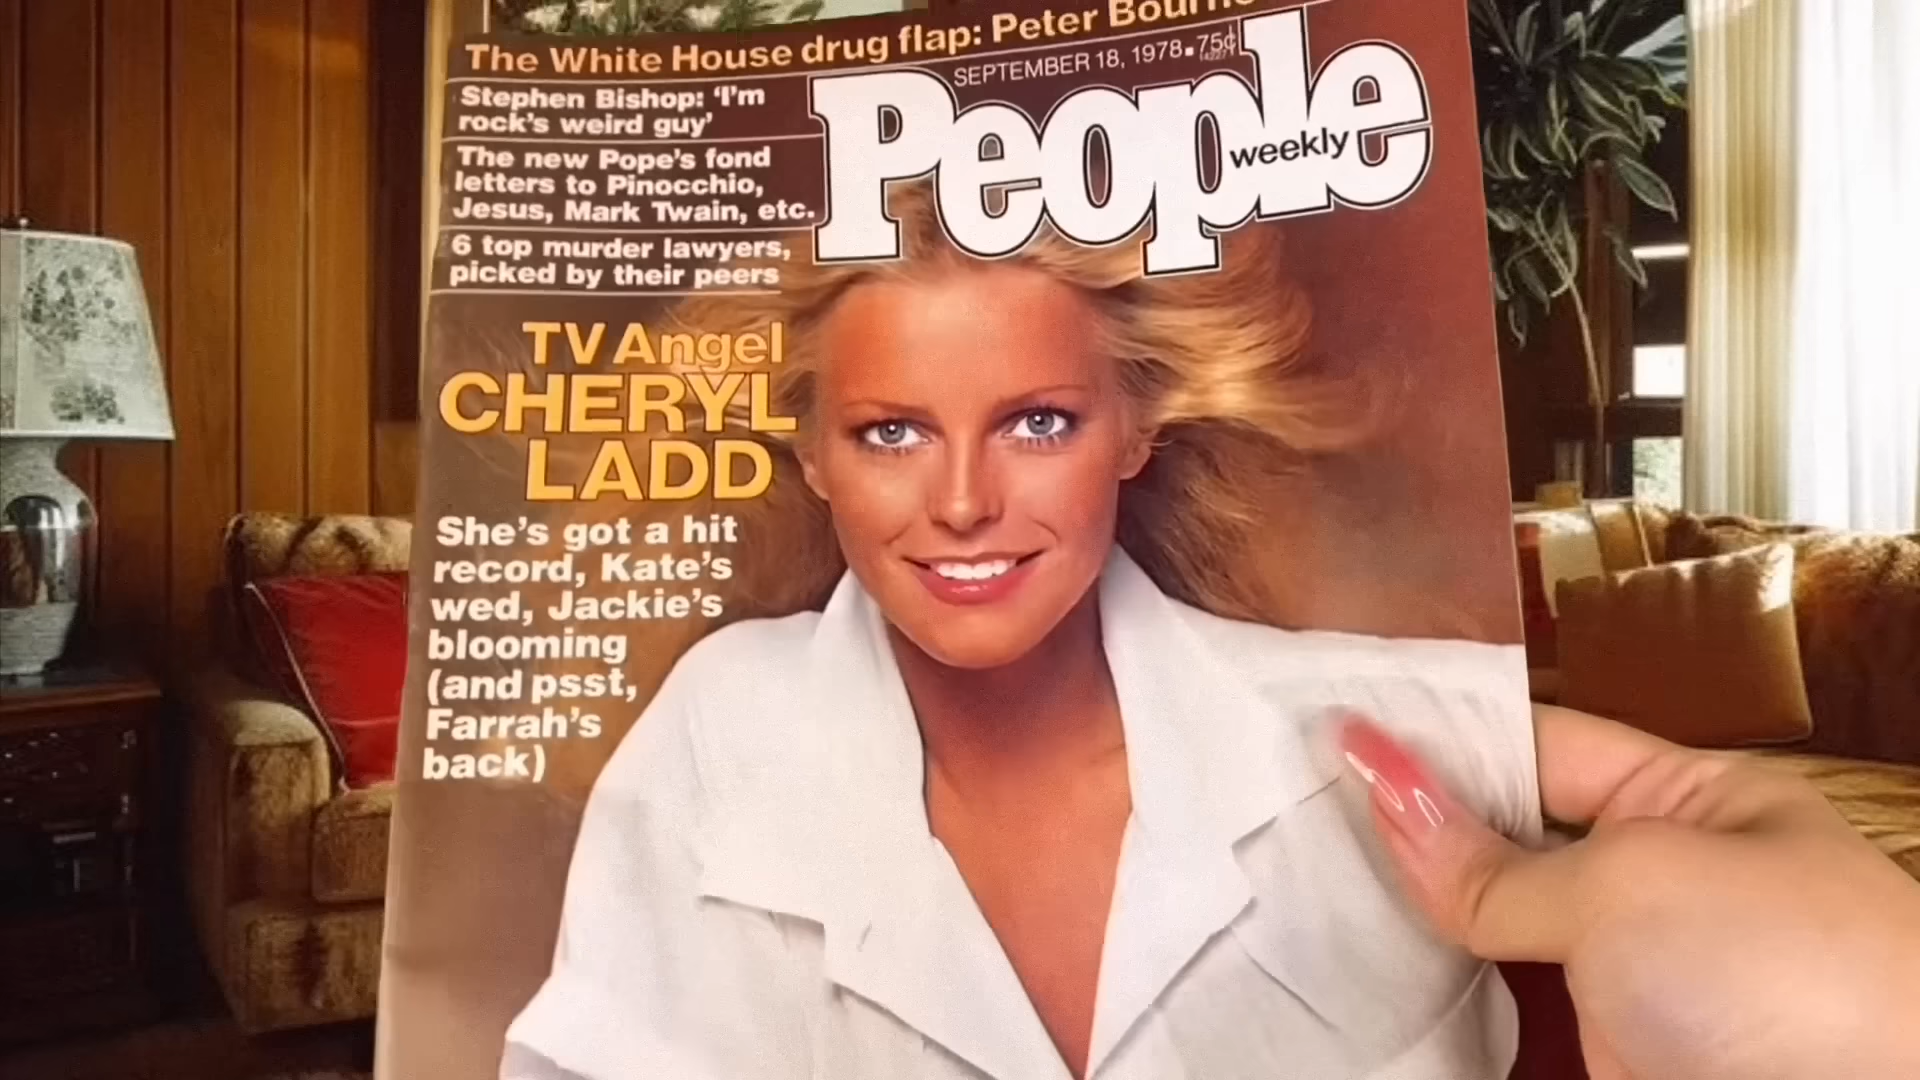 The White House drug flap: Peter
SEPTEMBER 18, 1978 ▪ 75¢
People
weekly
Stephen Bishop: ‘I'm
rock's weird guy’
The new Pope's fond
letters to Pinocchio,
Jesus, Mark Twain, etc.
6 top murder lawyers,
picked by their peers
TV Angel
CHERYL
LADD
She's got a hit
record, Kate's
wed, Jackie's
blooming
(and psst,
Farrah's
back)